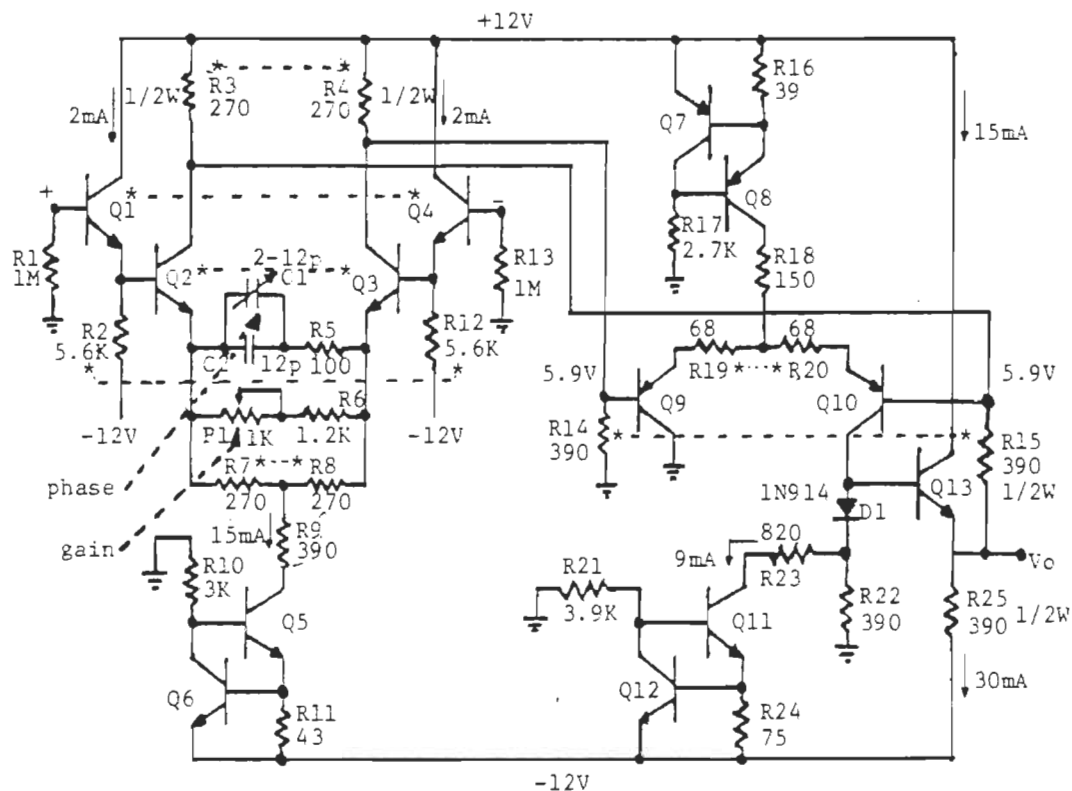 +12V
R3
270
1/2W
R4
270
1/2W
2mA
2mA
R16
39
Q7
15mA
+
Q1
Q4
-
Q8
R1
1M
R17
2.7K
R18
150
R13
1M
Q2
2-12p
C1
Q3
R2
5.6K
R12
5.6K
C2
12p
R5
100
68
68
R19
R20
5.9V
5.9V
Q9
Q10
-12V
P1
1K
R6
1.2K
-12V
R14
390
R15
390
1/2W
R7
270
R8
270
phase
1N914
D1
Q13
gain
15mA
R9
390
820
9mA
R23
Vo
R10
3K
R21
3.9K
Q5
Q11
R22
390
R25
390
1/2W
Q6
Q12
30mA
R11
43
R24
75
-12V